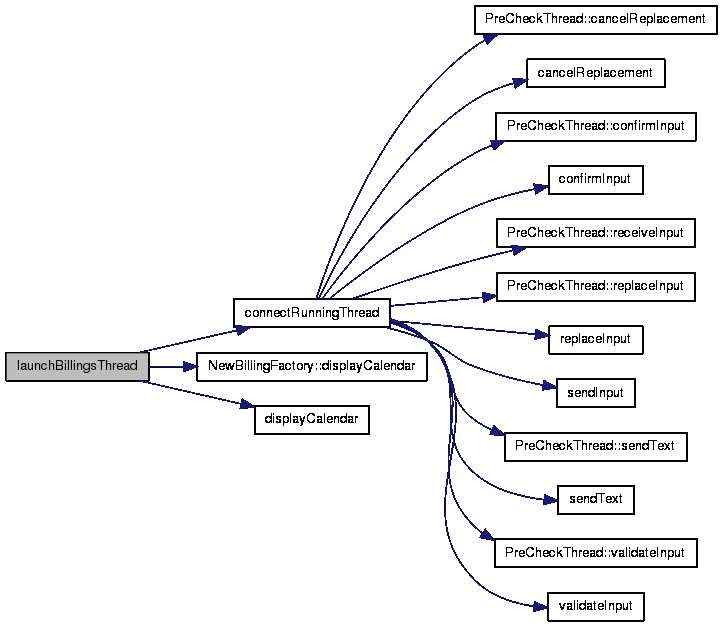 PreCheckThread::cancelReplacement
cancelReplacement
PreCheckThread::confirmInput
confirmInput
PreCheckThread::receiveInput
PreCheckThread::replaceInput
connectRunningThread
replaceInput
launchBillingsThread
NewBillingFactory::displayCalendar
sendInput
displayCalendar
PreCheckThread::sendText
sendText
PreCheckThread::validateInput
validateInput